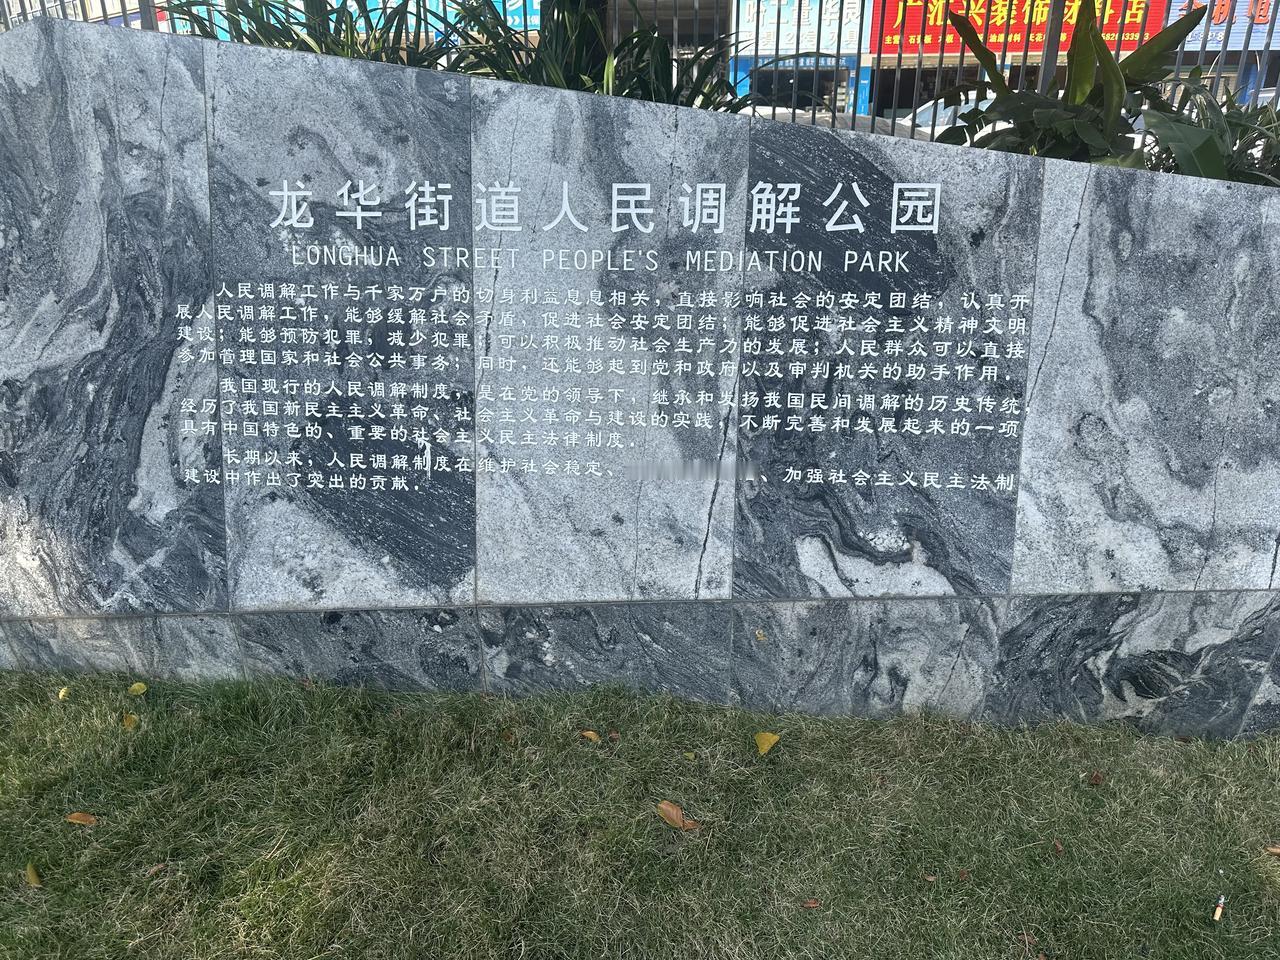 广汇兴装饰材料店
龙华街道人民调解公园
LONGHUA STREET PEOPLE'S MEDIATION PARK
人民调解工作与千家万户的切身利益息息相关，直接影响社会的安定团结，认真开
展人民调解工作，能够缓解社会矛盾，促进社会安定团结；能够促进社会主义精神文明
建设；能够预防犯罪，减少犯罪；可以积极推动社会生产力的发展；人民群众可以直接
参加管理国家和社会公共事务；同时，还能够起到党和政府以及审判机关的助手作用。
我国现行的人民调解制度，是在党的领导下，继承和发扬我国民间调解的历史传统，
经历了我国新民主主义革命、社会主义革命与建设的实践，不断完善和发展起来的一项
具有中国特色的、重要的社会主义民主法律制度。
长期以来，人民调解制度在维护社会稳定、、加强社会主义民主法制
建设中作出了突出的贡献。